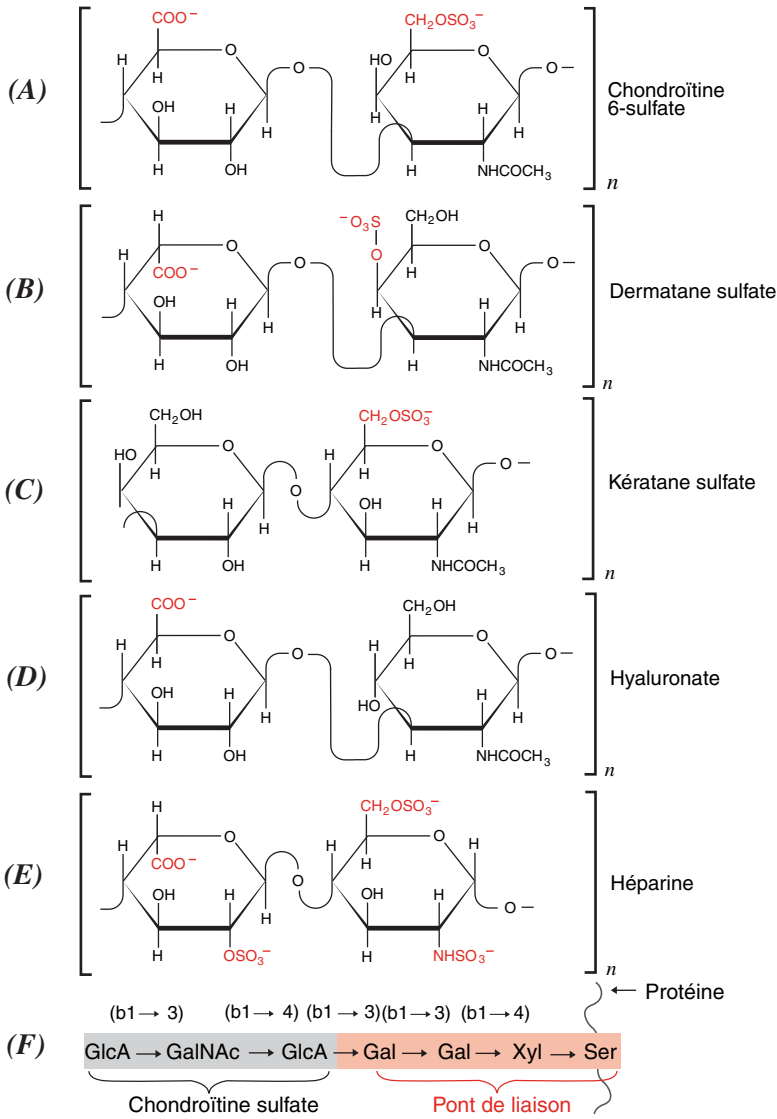 (A)
COO⁻
H
H
OH
H
H
OH
O
H
O
CH₂OSO₃⁻
HO
H
H
H
H
NHCOCH₃
O
H
O
n
Chondroïtine
6-sulfate
(B)
H
H
COO⁻
OH
H
H
OH
O
H
O
⁻O₃S
O
H
CH₂OH
H
H
H
NHCOCH₃
O
H
O
n
Dermatane sulfate
(C)
CH₂OH
HO
H
H
H
OH
O
H
O
CH₂OSO₃⁻
H
H
OH
H
H
NHCOCH₃
O
H
O
n
Kératane sulfate
(D)
COO⁻
H
H
OH
H
H
OH
O
H
O
CH₂OH
H
H
HO
H
H
NHCOCH₃
O
H
O
n
Hyaluronate
(E)
H
H
COO⁻
OH
H
H
OSO₃⁻
O
H
O
CH₂OSO₃⁻
H
H
OH
H
H
NHSO₃⁻
O
H
O
n
Héparine
← Protéine
(b1→ 3) (b1→ 4) (b1→ 3)(b1→ 3) (b1→ 4)
(F) GlcA → GalNAc → GlcA → Gal → Gal → Xyl → Ser
Chondroïtine sulfate Pont de liaison